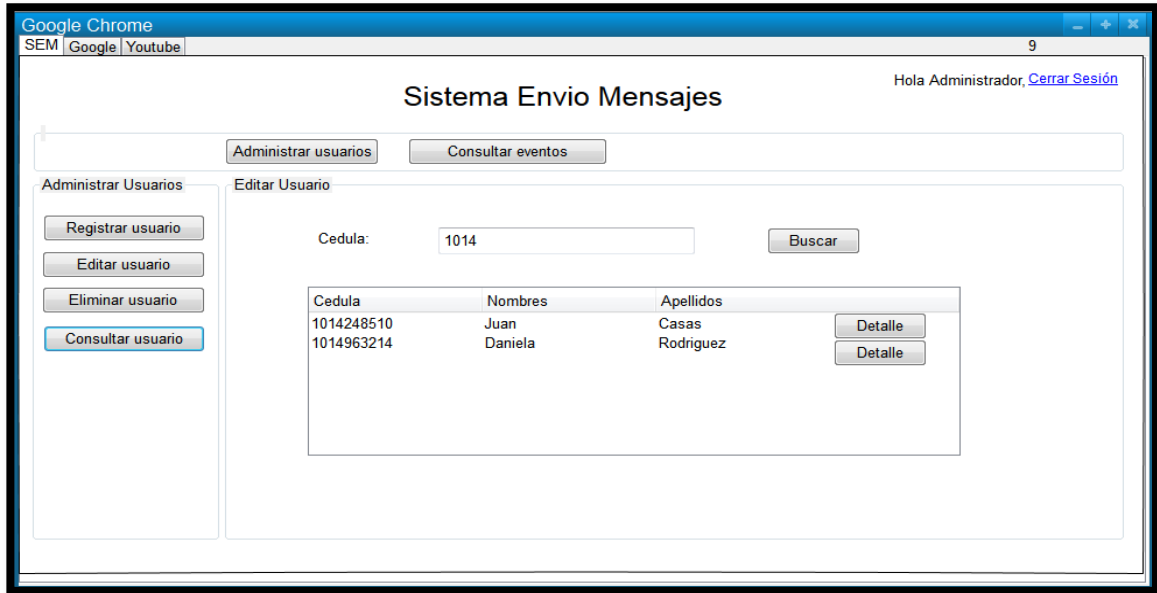 Google Chrome
SEM Google Youtube 9
Hola Administrador, Cerrar Sesión
Sistema Envio Mensajes
Administrar usuarios Consultar eventos
Administrar Usuarios
Registrar usuario
Editar usuario
Eliminar usuario
Consultar usuario
Editar Usuario
Cedula: 1014 Buscar
Cedula Nombres Apellidos
1014248510 Juan Casas Detalle
1014963214 Daniela Rodriguez Detalle